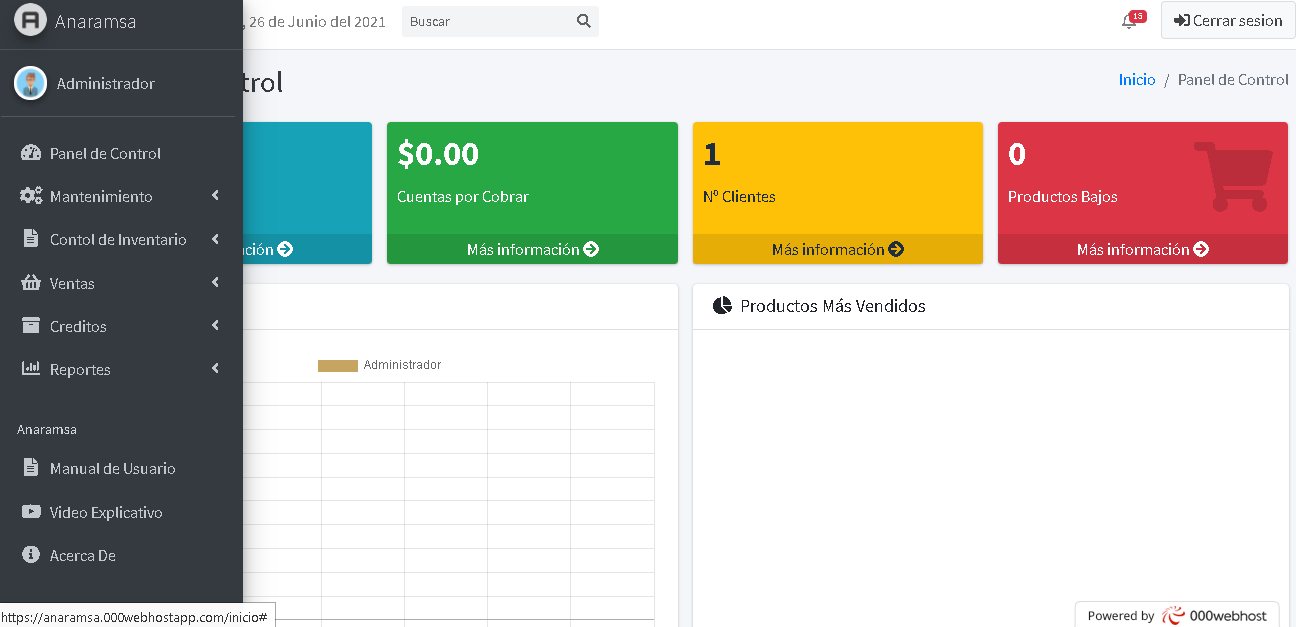 Anaramsa
, 26 de Junio del 2021
Buscar
15
Cerrar sesion
Administrador
trol
Inicio / Panel de Control
Panel de Control
Mantenimiento
Contol de Inventario
Ventas
Creditos
Reportes
Anaramsa
Manual de Usuario
Video Explicativo
Acerca De
ción
$0.00
Cuentas por Cobrar
Más información
1
Nº Clientes
Más información
0
Productos Bajos
Más información
Administrador
Productos Más Vendidos
https://anaramsa.000webhostapp.com/inicio#
Powered by 000webhost